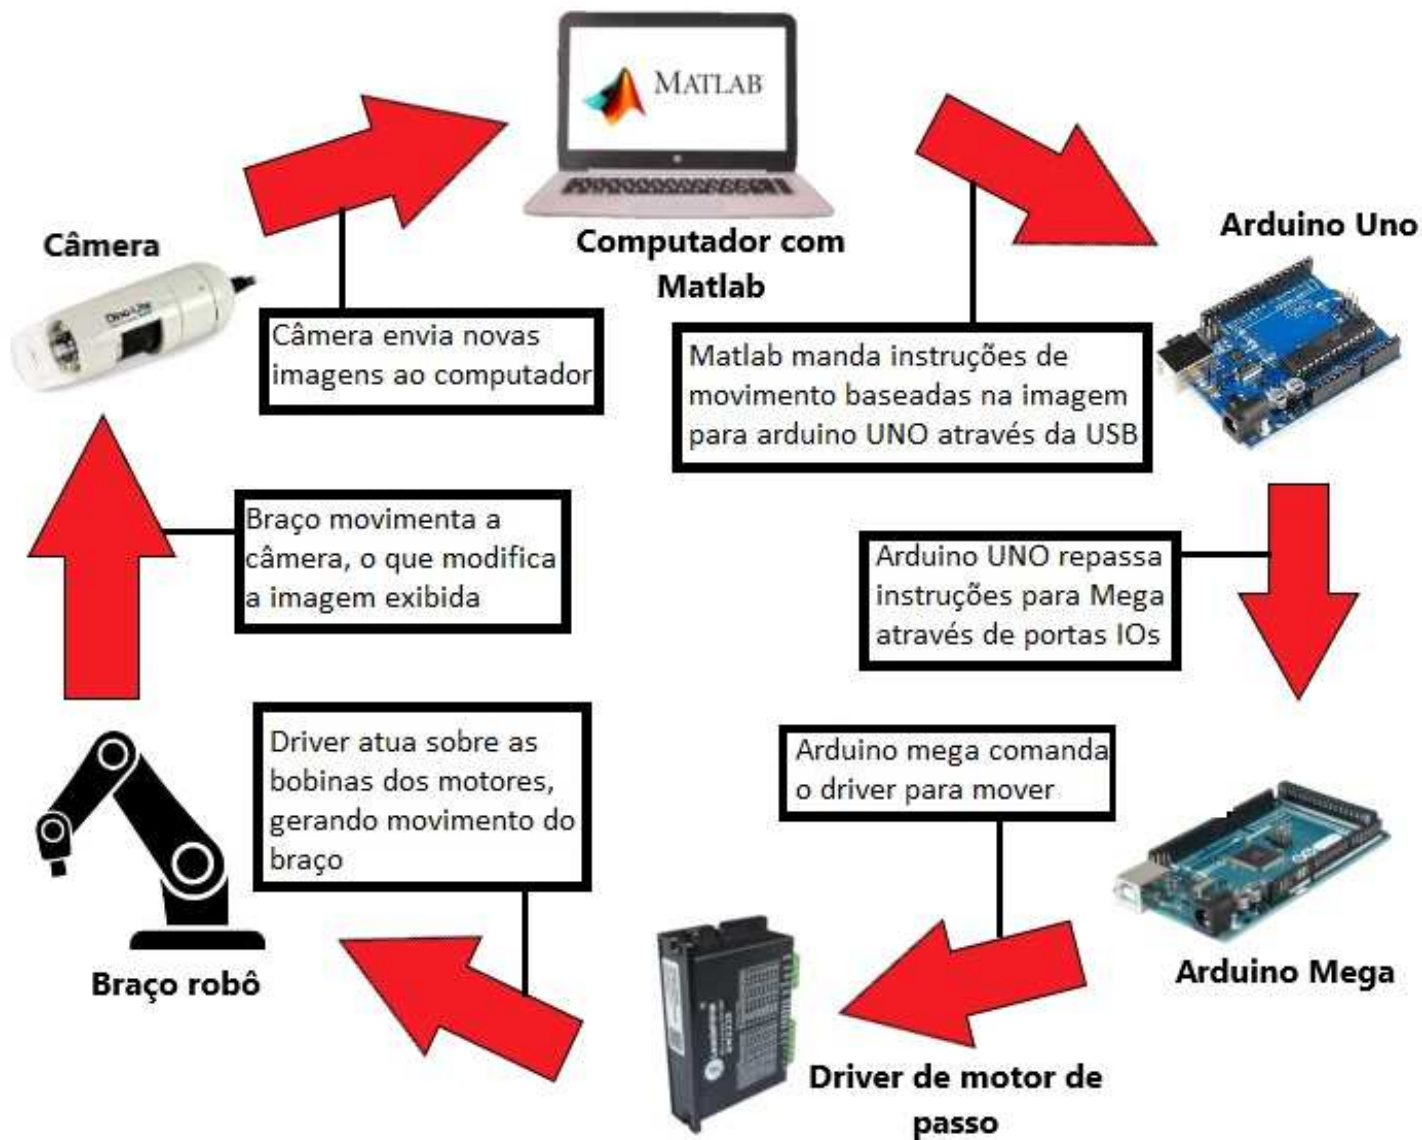 MATLAB
Computador com
Matlab
Arduino Uno
Câmera
Dino-Lite
Câmera envia novas
imagens ao computador
Matlab manda instruções de
movimento baseadas na imagem
para arduino UNO através da USB
Braço movimenta a
câmera, o que modifica
a imagem exibida
Arduino UNO repassa
instruções para Mega
através de portas IOs
Driver atua sobre as
bobinas dos motores,
gerando movimento do
braço
Arduino mega comanda
o driver para mover
Braço robô
Arduino Mega
Driver de motor de
passo